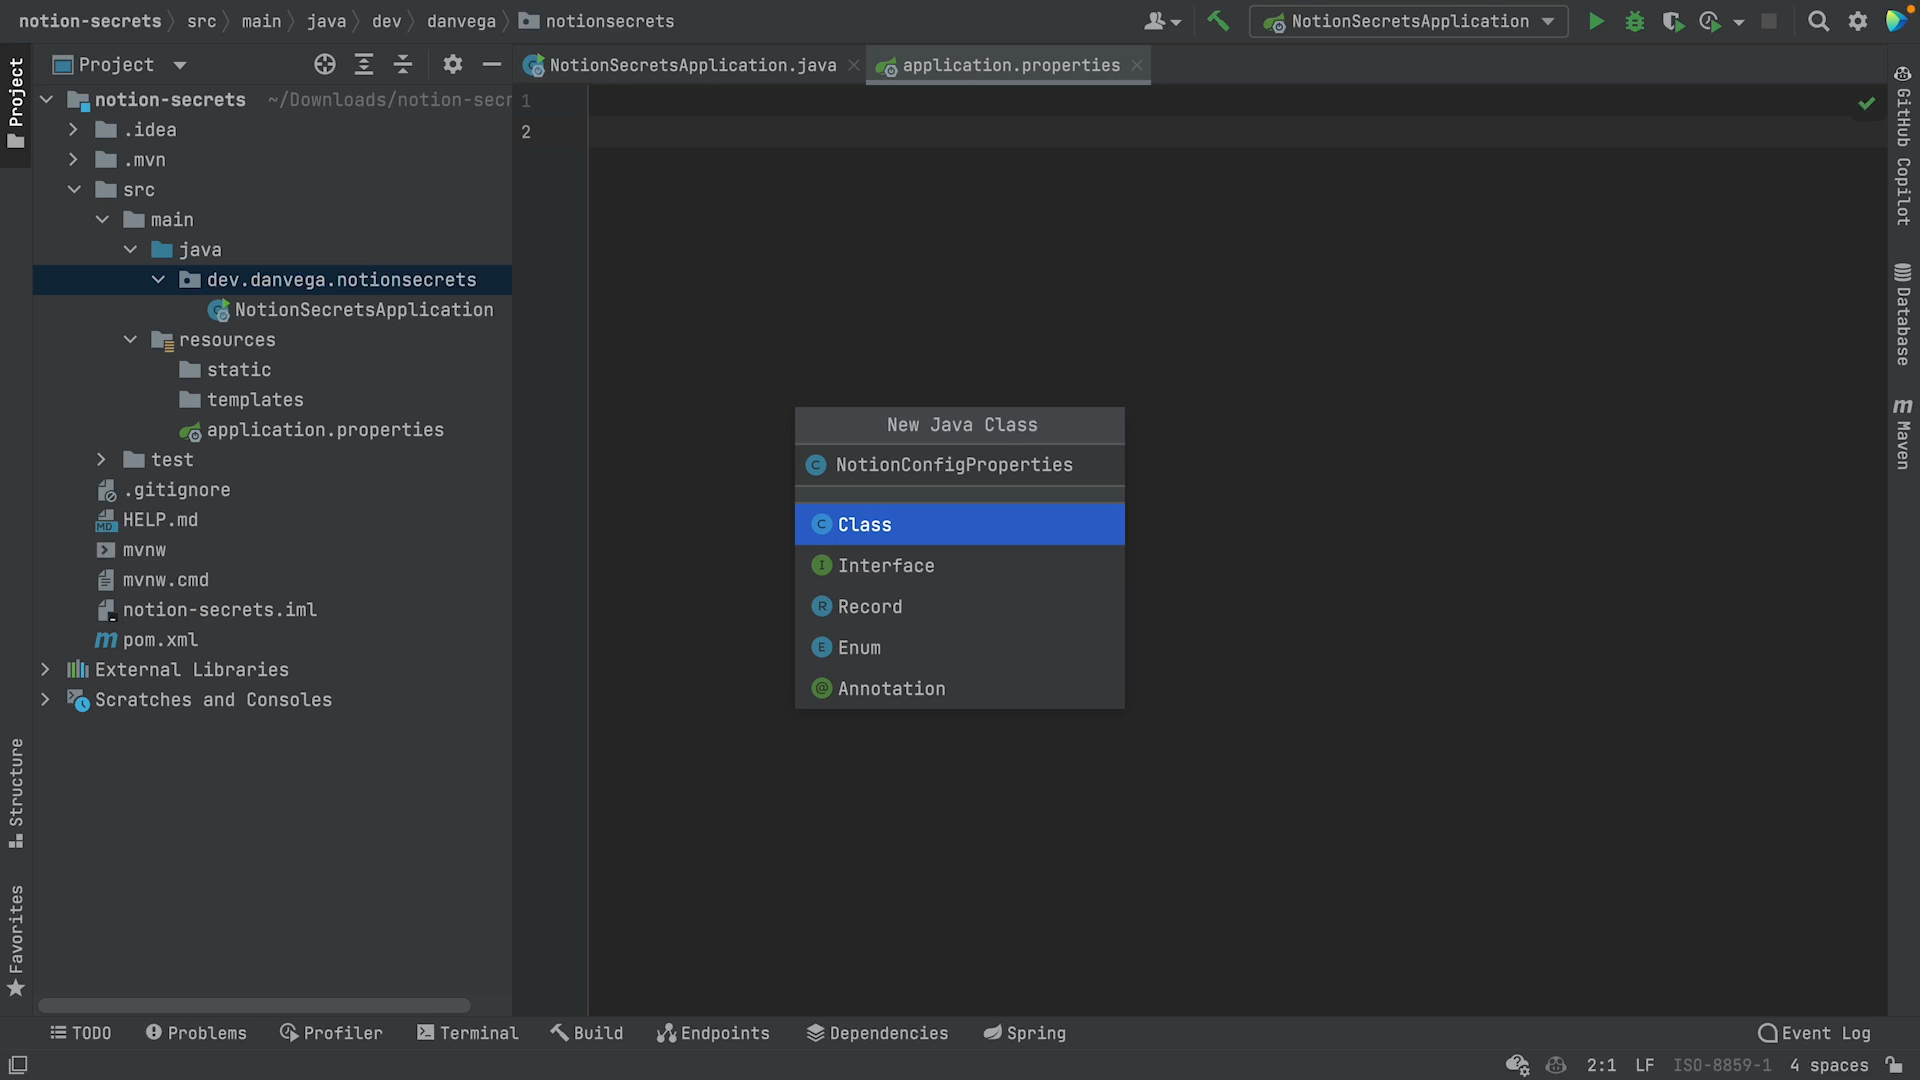 notion-secrets
src
main
java
dev
danvega
notionsecrets
NotionSecretsApplication
Project
Project
NotionSecretsApplication.java
application.properties
notion-secrets ~/Downloads/notion-secr
.idea
.mvn
src
main
java
dev.danvega.notionsecrets
NotionSecretsApplication
resources
static
templates
application.properties
test
.gitignore
HELP.md
mvnw
mvnw.cmd
notion-secrets.iml
pom.xml
External Libraries
Scratches and Consoles
1
2
New Java Class
NotionConfigProperties
Class
Interface
Record
Enum
Annotation
GitHub Copilot
Database
Maven
Structure
Favorites
TODO
Problems
Profiler
Terminal
Build
Endpoints
Dependencies
Spring
Event Log
2:1
LF
ISO-8859-1
4 spaces